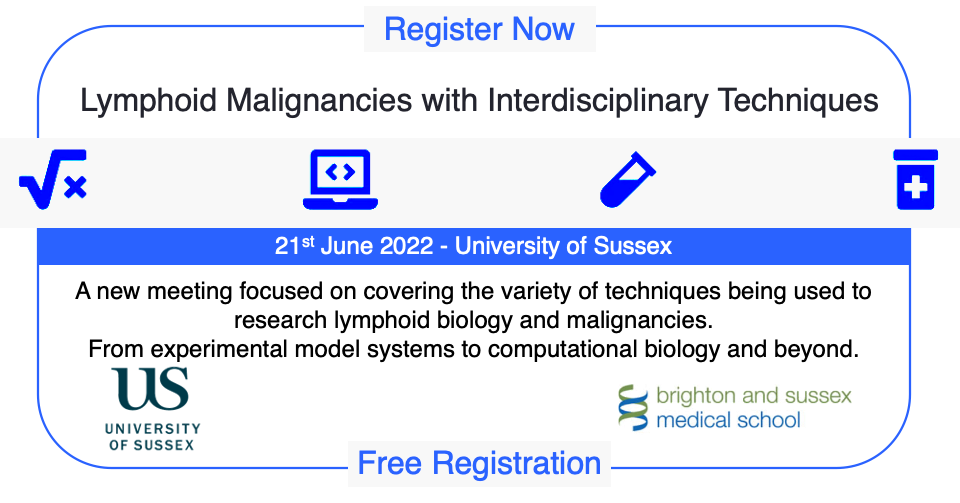 Register Now
Lymphoid Malignancies with Interdisciplinary Techniques
21st June 2022 - University of Sussex
A new meeting focused on covering the variety of techniques being used to
research lymphoid biology and malignancies.
From experimental model systems to computational biology and beyond.
US
UNIVERSITY
OF SUSSEX
brighton and sussex
medical school
Free Registration